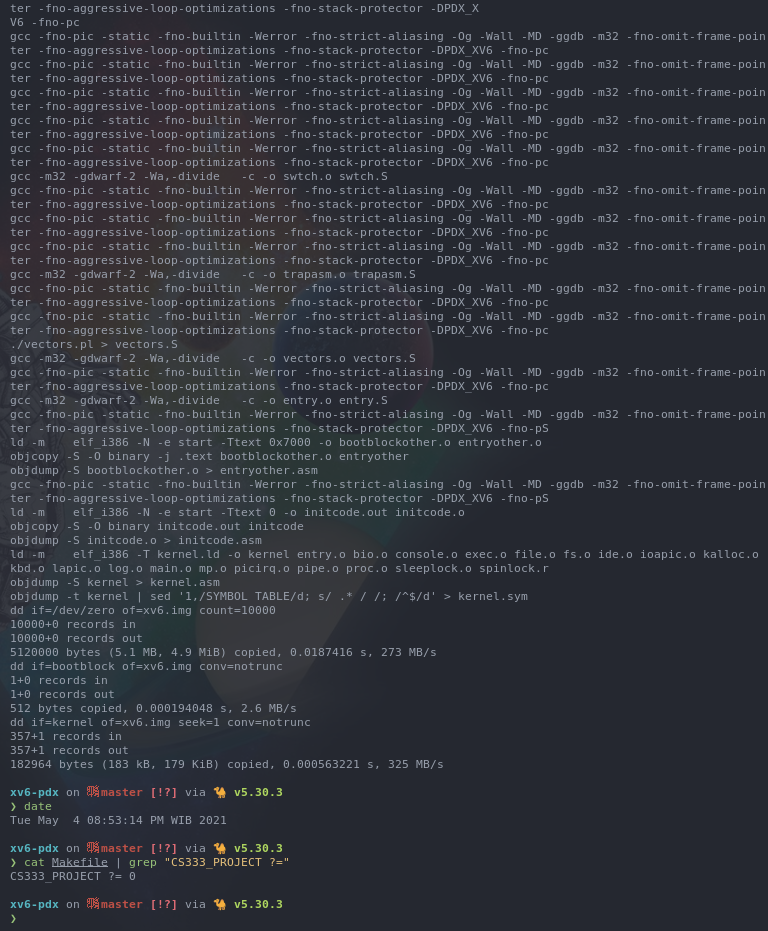 ter -fno-aggressive-loop-optimizations -fno-stack-protector -DPDX_X
V6 -fno-pc
gcc -fno-pic -static -fno-builtin -Werror -fno-strict-aliasing -Og -Wall -MD -ggdb -m32 -fno-omit-frame-poin
ter -fno-aggressive-loop-optimizations -fno-stack-protector -DPDX_XV6 -fno-pc
gcc -fno-pic -static -fno-builtin -Werror -fno-strict-aliasing -Og -Wall -MD -ggdb -m32 -fno-omit-frame-poin
ter -fno-aggressive-loop-optimizations -fno-stack-protector -DPDX_XV6 -fno-pc
gcc -fno-pic -static -fno-builtin -Werror -fno-strict-aliasing -Og -Wall -MD -ggdb -m32 -fno-omit-frame-poin
ter -fno-aggressive-loop-optimizations -fno-stack-protector -DPDX_XV6 -fno-pc
gcc -fno-pic -static -fno-builtin -Werror -fno-strict-aliasing -Og -Wall -MD -ggdb -m32 -fno-omit-frame-poin
ter -fno-aggressive-loop-optimizations -fno-stack-protector -DPDX_XV6 -fno-pc
gcc -fno-pic -static -fno-builtin -Werror -fno-strict-aliasing -Og -Wall -MD -ggdb -m32 -fno-omit-frame-poin
ter -fno-aggressive-loop-optimizations -fno-stack-protector -DPDX_XV6 -fno-pc
gcc -m32 -gdwarf-2 -Wa,-divide   -c -o swtch.o swtch.S
gcc -fno-pic -static -fno-builtin -Werror -fno-strict-aliasing -Og -Wall -MD -ggdb -m32 -fno-omit-frame-poin
ter -fno-aggressive-loop-optimizations -fno-stack-protector -DPDX_XV6 -fno-pc
gcc -fno-pic -static -fno-builtin -Werror -fno-strict-aliasing -Og -Wall -MD -ggdb -m32 -fno-omit-frame-poin
ter -fno-aggressive-loop-optimizations -fno-stack-protector -DPDX_XV6 -fno-pc
gcc -fno-pic -static -fno-builtin -Werror -fno-strict-aliasing -Og -Wall -MD -ggdb -m32 -fno-omit-frame-poin
ter -fno-aggressive-loop-optimizations -fno-stack-protector -DPDX_XV6 -fno-pc
gcc -m32 -gdwarf-2 -Wa,-divide   -c -o trapasm.o trapasm.S
gcc -fno-pic -static -fno-builtin -Werror -fno-strict-aliasing -Og -Wall -MD -ggdb -m32 -fno-omit-frame-poin
ter -fno-aggressive-loop-optimizations -fno-stack-protector -DPDX_XV6 -fno-pc
gcc -fno-pic -static -fno-builtin -Werror -fno-strict-aliasing -Og -Wall -MD -ggdb -m32 -fno-omit-frame-poin
ter -fno-aggressive-loop-optimizations -fno-stack-protector -DPDX_XV6 -fno-pc
./vectors.pl > vectors.S
gcc -m32 -gdwarf-2 -Wa,-divide   -c -o vectors.o vectors.S
gcc -fno-pic -static -fno-builtin -Werror -fno-strict-aliasing -Og -Wall -MD -ggdb -m32 -fno-omit-frame-poin
ter -fno-aggressive-loop-optimizations -fno-stack-protector -DPDX_XV6 -fno-pc
gcc -m32 -gdwarf-2 -Wa,-divide   -c -o entry.o entry.S
gcc -fno-pic -static -fno-builtin -Werror -fno-strict-aliasing -Og -Wall -MD -ggdb -m32 -fno-omit-frame-poin
ter -fno-aggressive-loop-optimizations -fno-stack-protector -DPDX_XV6 -fno-pS
ld -m    elf_i386 -N -e start -Ttext 0x7000 -o bootblockother.o entryother.o
objcopy -S -O binary -j .text bootblockother.o entryother
objdump -S bootblockother.o > entryother.asm
gcc -fno-pic -static -fno-builtin -Werror -fno-strict-aliasing -Og -Wall -MD -ggdb -m32 -fno-omit-frame-poin
ter -fno-aggressive-loop-optimizations -fno-stack-protector -DPDX_XV6 -fno-pS
ld -m    elf_i386 -N -e start -Ttext 0 -o initcode.out initcode.o
objcopy -S -O binary initcode.out initcode
objdump -S initcode.o > initcode.asm
ld -m    elf_i386 -T kernel.ld -o kernel entry.o bio.o console.o exec.o file.o fs.o ide.o ioapic.o kalloc.o
kbd.o lapic.o log.o main.o mp.o picirq.o pipe.o proc.o sleeplock.o spinlock.r
objdump -S kernel > kernel.asm
objdump -t kernel | sed '1,/SYMBOL TABLE/d; s/ .* / /; /^$/d' > kernel.sym
dd if=/dev/zero of=xv6.img count=10000
10000+0 records in
10000+0 records out
5120000 bytes (5.1 MB, 4.9 MiB) copied, 0.0187416 s, 273 MB/s
dd if=bootblock of=xv6.img conv=notrunc
1+0 records in
1+0 records out
512 bytes copied, 0.000194048 s, 2.6 MB/s
dd if=kernel of=xv6.img seek=1 conv=notrunc
357+1 records in
357+1 records out
182964 bytes (183 kB, 179 KiB) copied, 0.000563221 s, 325 MB/s
xv6-pdx on master [!?] via 🐪 v5.30.3
❯ date
Tue May  4 08:53:14 PM WIB 2021
xv6-pdx on master [!?] via 🐪 v5.30.3
❯ cat Makefile | grep "CS333_PROJECT ?="
CS333_PROJECT ?= 0
xv6-pdx on master [!?] via 🐪 v5.30.3
❯